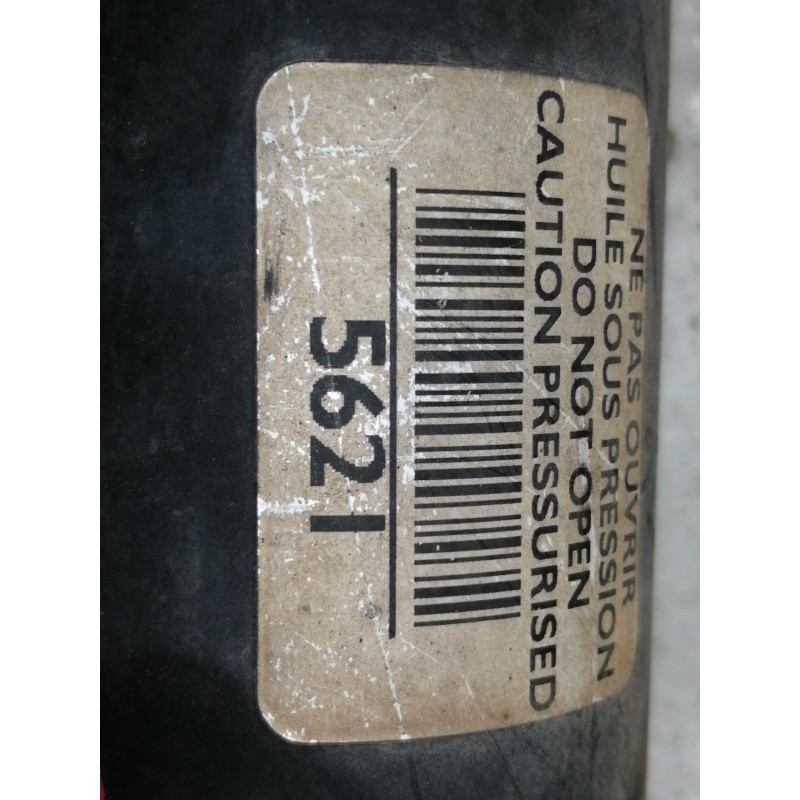 NE PAS OUVRIR
HUILE SOUS PRESSION
DO NOT OPEN
CAUTION PRESSURISED
5621